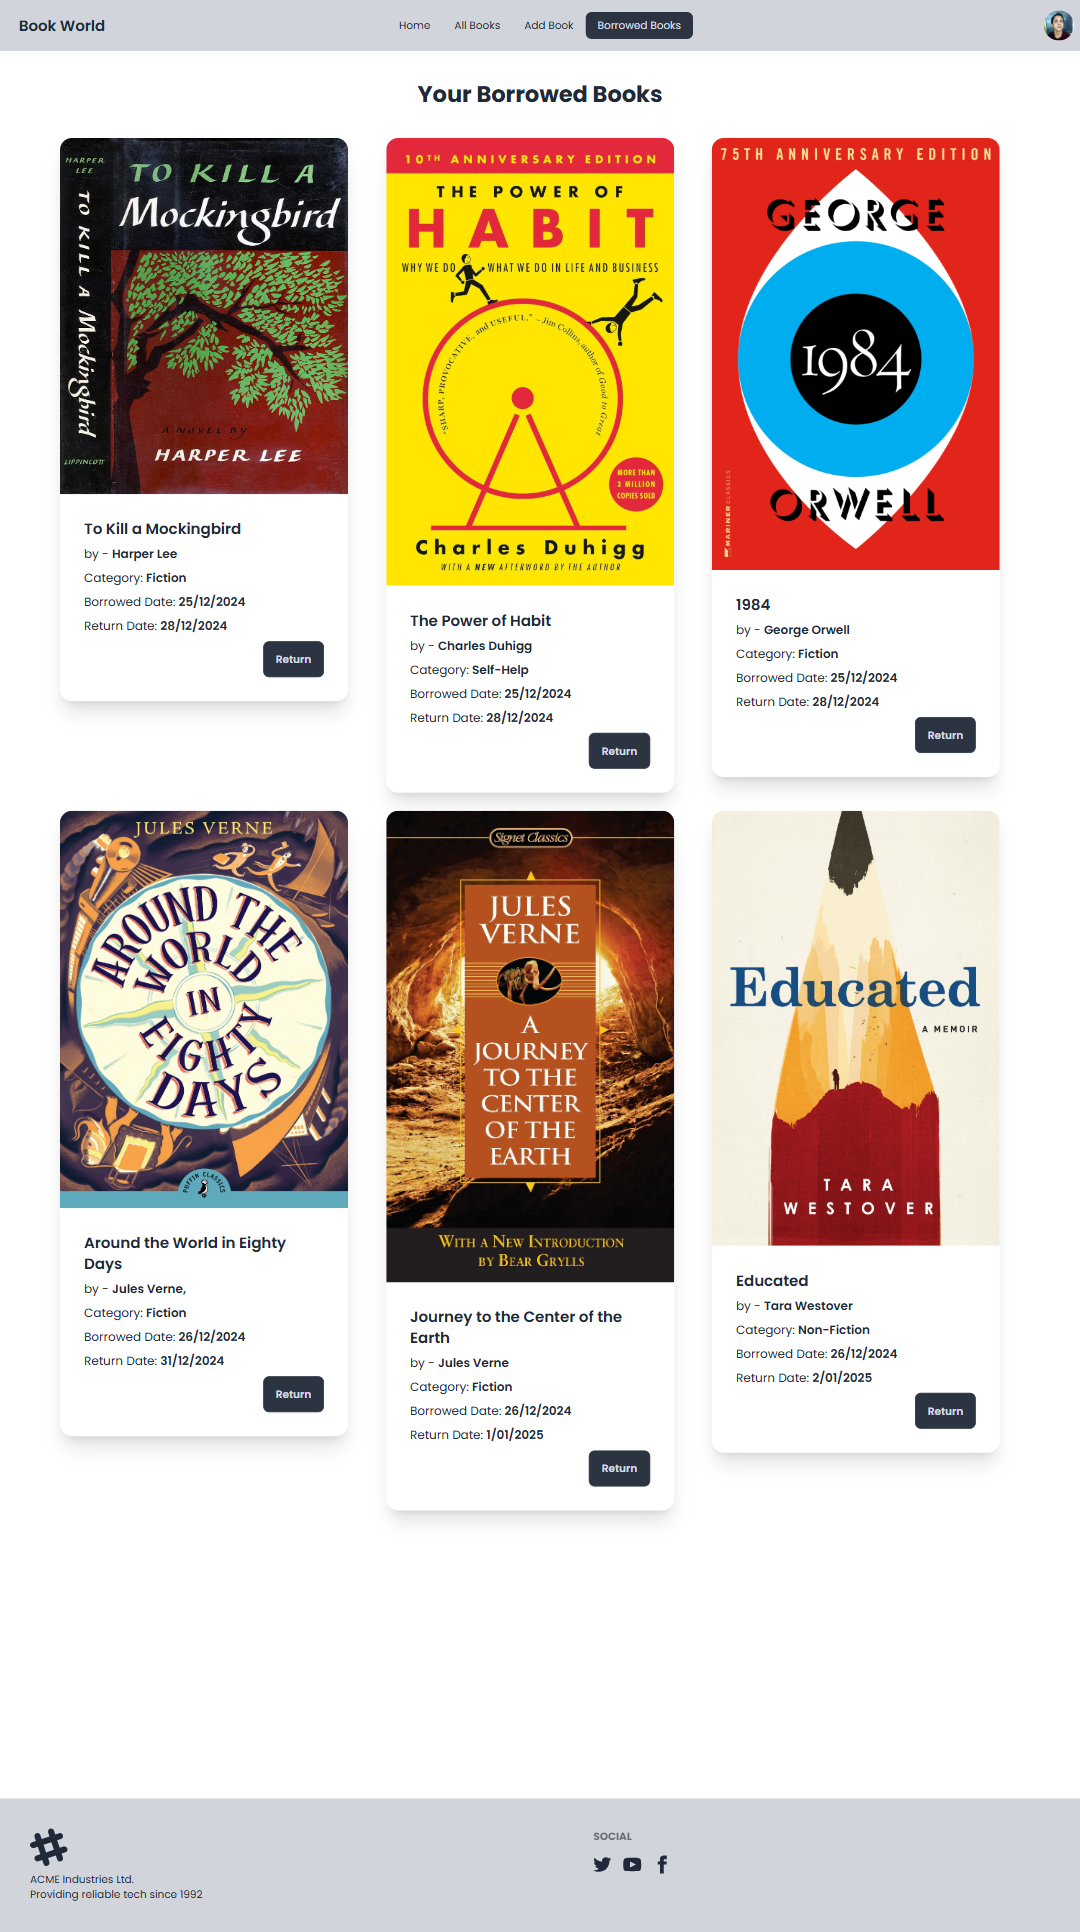 Book World
Home
All Books
Add Book
Borrowed Books
Your Borrowed Books
HARPER
LEE
TO KILL A Mockingbird
LIPPINCOTT
TO KILL A
Mockingbird
A NOVEL BY
HARPER LEE
To Kill a Mockingbird
by - Harper Lee
Category: Fiction
Borrowed Date: 25/12/2024
Return Date: 28/12/2024
Return
10TH ANNIVERSARY EDITION
THE POWER OF
HABIT
WHY WE DO WHAT WE DO IN LIFE AND BUSINESS
"SHARP, PROVOCATIVE, and USEFUL." —Jim Collins, author of Good to Great
MORE THAN
3 MILLION
COPIES SOLD
Charles Duhigg
WITH A NEW AFTERWORD BY THE AUTHOR
The Power of Habit
by - Charles Duhigg
Category: Self-Help
Borrowed Date: 25/12/2024
Return Date: 28/12/2024
Return
75TH ANNIVERSARY EDITION
GEORGE
1984
ORWELL
MARINER CLASSICS
1984
by - George Orwell
Category: Fiction
Borrowed Date: 25/12/2024
Return Date: 28/12/2024
Return
JULES VERNE
AROUND THE
WORLD
IN
EIGHTY
DAYS
PUFFIN CLASSICS
Around the World in Eighty
Days
by - Jules Verne,
Category: Fiction
Borrowed Date: 26/12/2024
Return Date: 31/12/2024
Return
Signet Classics
JULES
VERNE
A
JOURNEY
TO THE
CENTER
OF THE
EARTH
WITH A NEW INTRODUCTION
BY BEAR GRYLLS
Journey to the Center of the
Earth
by - Jules Verne
Category: Fiction
Borrowed Date: 26/12/2024
Return Date: 1/01/2025
Return
Educated
A MEMOIR
TARA
WESTOVER
Educated
by - Tara Westover
Category: Non-Fiction
Borrowed Date: 26/12/2024
Return Date: 2/01/2025
Return
ACME Industries Ltd.
Providing reliable tech since 1992
SOCIAL